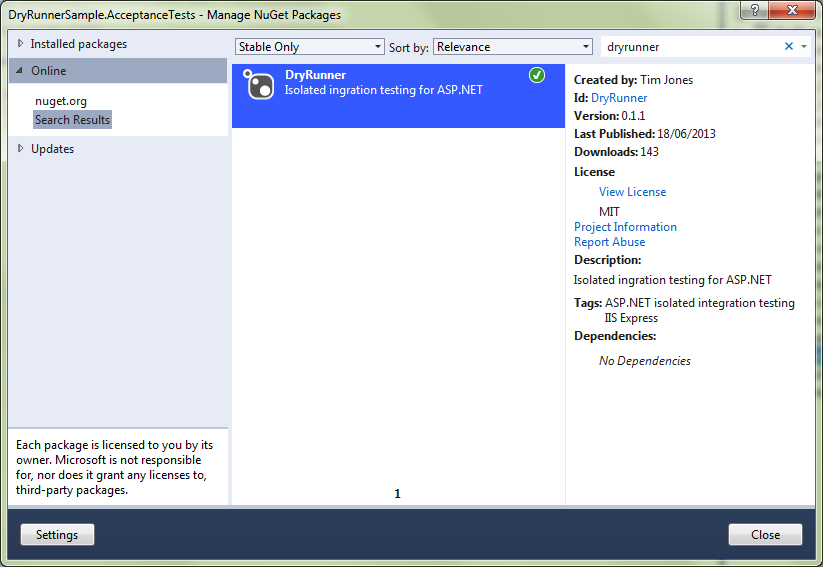 DryRunnerSample.AcceptanceTests - Manage NuGet Packages
?
Installed packages
Online
nuget.org
Search Results
Updates
Each package is licensed to you by its
owner. Microsoft is not responsible
for, nor does it grant any licenses to,
third-party packages.
Stable Only
Sort by:
Relevance
dryrunner
DryRunner
Isolated ingration testing for ASP.NET
1
Created by: Tim Jones
Id: DryRunner
Version: 0.1.1
Last Published: 18/06/2013
Downloads: 143
License
View License
MIT
Project Information
Report Abuse
Description:
Isolated ingration testing for ASP.NET
Tags: ASP.NET isolated integration testing
IIS Express
Dependencies:
No Dependencies
Settings
Close